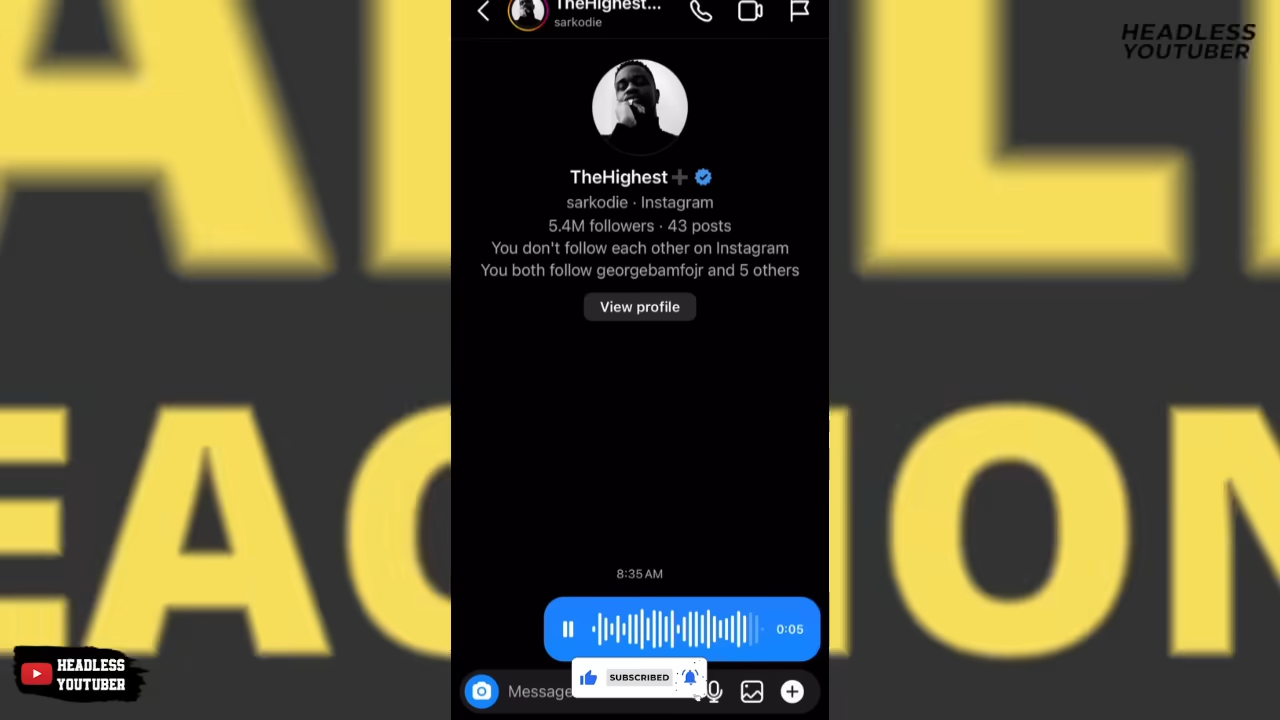 TheHighest...
sarkodie
HEADLESS
YOUTUBER
TheHighest
sarkodie · Instagram
5.4M followers · 43 posts
You don't follow each other on Instagram
You both follow georgebamfojr and 5 others
View profile
8:35 AM
0:05
SUBSCRIBED
Message
HEADLESS
YOUTUBER